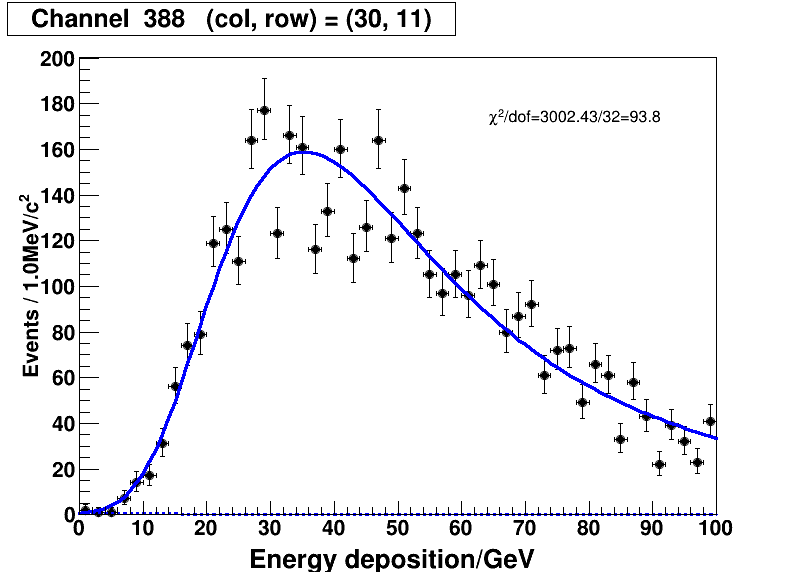 Channel 388 (col, row) = (30, 11)
χ²/dof=3002.43/32=93.8
Events / 1.0MeV/c²
200
180
160
140
120
100
80
60
40
20
0
0 10 20 30 40 50 60 70 80 90 100
Energy deposition/GeV